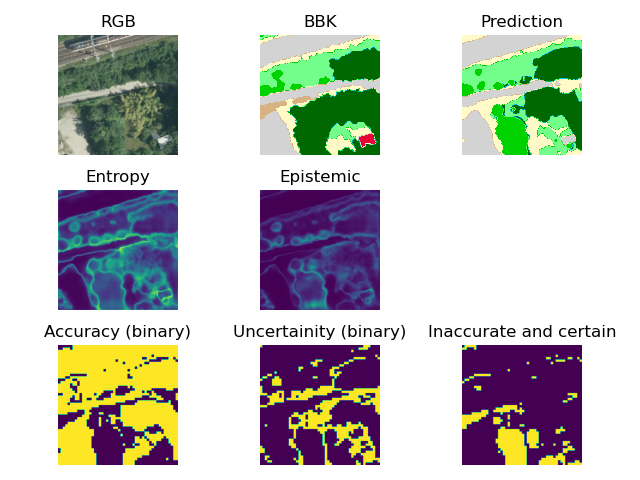 RGB
BBK
Prediction
Entropy
Epistemic
Accuracy (binary)
Uncertainity (binary)
Inaccurate and certain